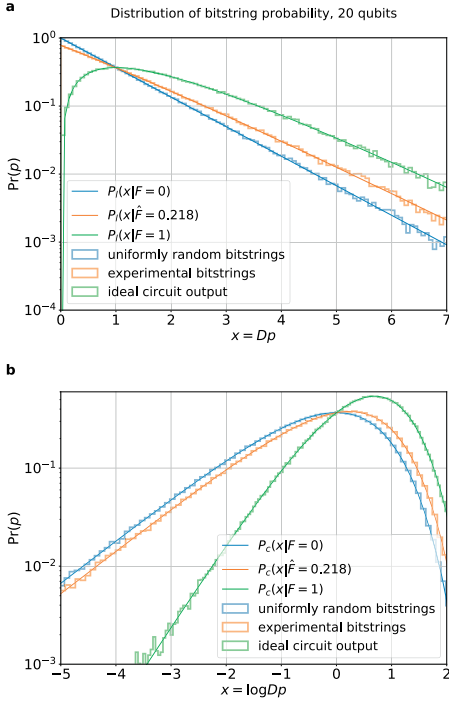 Distribution of bitstring probability, 20 qubits
a
10^0
10^-1
10^-2
10^-3
10^-4
Pr(p)
P_l(x|F = 0)
P_l(x|F̂ = 0.218)
P_l(x|F = 1)
uniformly random bitstrings
experimental bitstrings
ideal circuit output
0 1 2 3 4 5 6 7
x = Dp
b
10^-1
10^-2
10^-3
Pr(p)
P_c(x|F = 0)
P_c(x|F̂ = 0.218)
P_c(x|F = 1)
uniformly random bitstrings
experimental bitstrings
ideal circuit output
−5 −4 −3 −2 −1 0 1 2
x = logDp